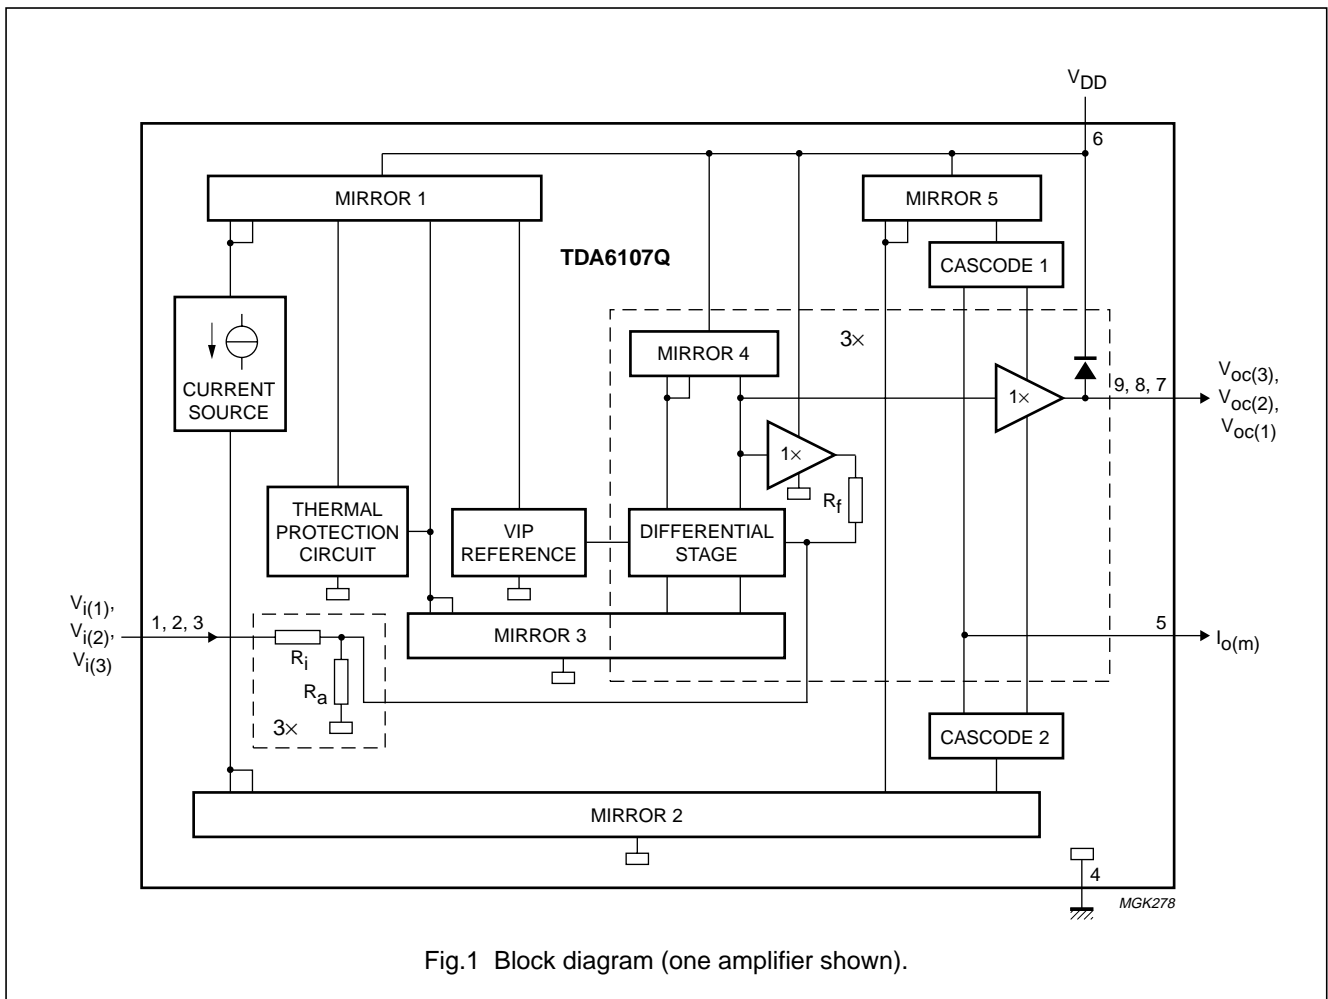 VDD
6
MIRROR 1
MIRROR 5
TDA6107Q
CASCODE 1
3×
MIRROR 4
CURRENT
SOURCE
1×
9, 8, 7
Voc(3),
Voc(2),
Voc(1)
1×
Rf
THERMAL
PROTECTION
CIRCUIT
VIP
REFERENCE
DIFFERENTIAL
STAGE
Vi(1),
Vi(2),
Vi(3)
1, 2, 3
MIRROR 3
5
Io(m)
Ri
Ra
3×
CASCODE 2
MIRROR 2
4
MGK278
Fig.1 Block diagram (one amplifier shown).